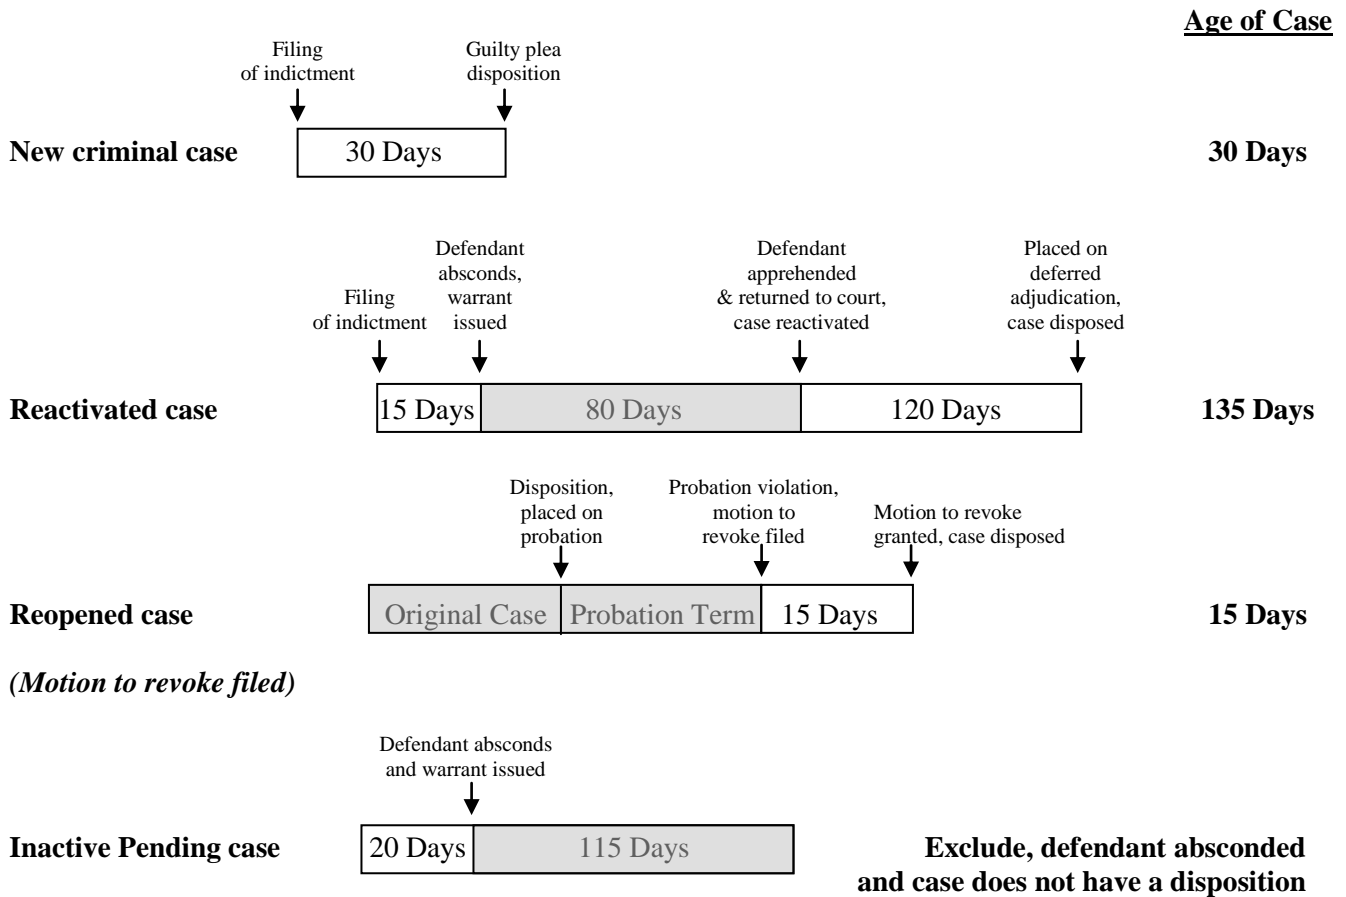 Age of Case
Filing
of indictment
Guilty plea
disposition
New criminal case
30 Days
30 Days
Defendant
absconds,
warrant
issued
Filing
of indictment
Defendant
apprehended
& returned to court,
case reactivated
Placed on
deferred
adjudication,
case disposed
Reactivated case
15 Days
80 Days
120 Days
135 Days
Disposition,
placed on
probation
Probation violation,
motion to
revoke filed
Motion to revoke
granted, case disposed
Reopened case
Original Case
Probation Term
15 Days
15 Days
(Motion to revoke filed)
Defendant absconds
and warrant issued
Inactive Pending case
20 Days
115 Days
Exclude, defendant absconded
and case does not have a disposition